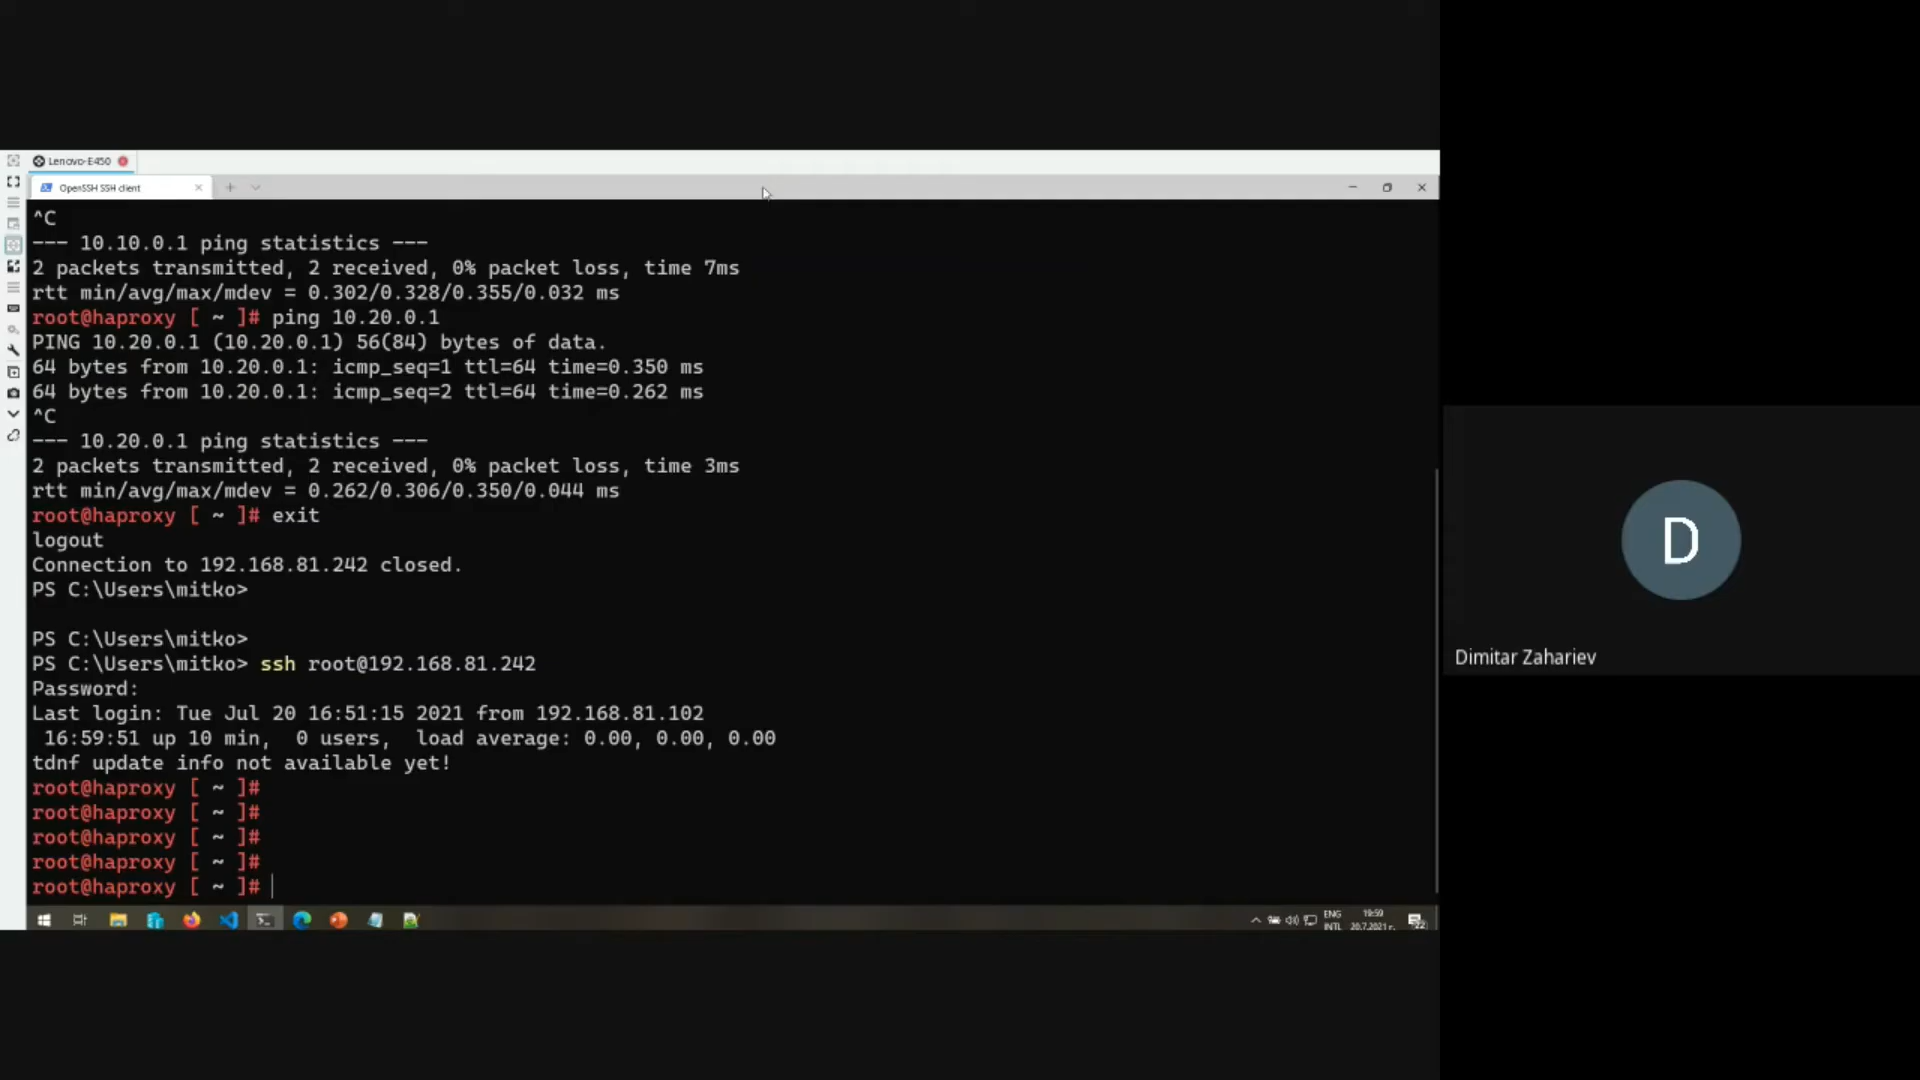 Lenovo-E450
OpenSSH SSH client
^C
--- 10.10.0.1 ping statistics ---
2 packets transmitted, 2 received, 0% packet loss, time 7ms
rtt min/avg/max/mdev = 0.302/0.328/0.355/0.032 ms
root@haproxy [ ~ ]# ping 10.20.0.1
PING 10.20.0.1 (10.20.0.1) 56(84) bytes of data.
64 bytes from 10.20.0.1: icmp_seq=1 ttl=64 time=0.350 ms
64 bytes from 10.20.0.1: icmp_seq=2 ttl=64 time=0.262 ms
^C
--- 10.20.0.1 ping statistics ---
2 packets transmitted, 2 received, 0% packet loss, time 3ms
rtt min/avg/max/mdev = 0.262/0.306/0.350/0.044 ms
root@haproxy [ ~ ]# exit
logout
Connection to 192.168.81.242 closed.
PS C:\Users\mitko>
PS C:\Users\mitko>
PS C:\Users\mitko> ssh root@192.168.81.242
Password:
Last login: Tue Jul 20 16:51:15 2021 from 192.168.81.102
16:59:51 up 10 min,  0 users,  load average: 0.00, 0.00, 0.00
tdnf update info not available yet!
root@haproxy [ ~ ]#
root@haproxy [ ~ ]#
root@haproxy [ ~ ]#
root@haproxy [ ~ ]#
root@haproxy [ ~ ]#
ENG
INTL
19:59
20.7.2021 г.
22
D
Dimitar Zahariev